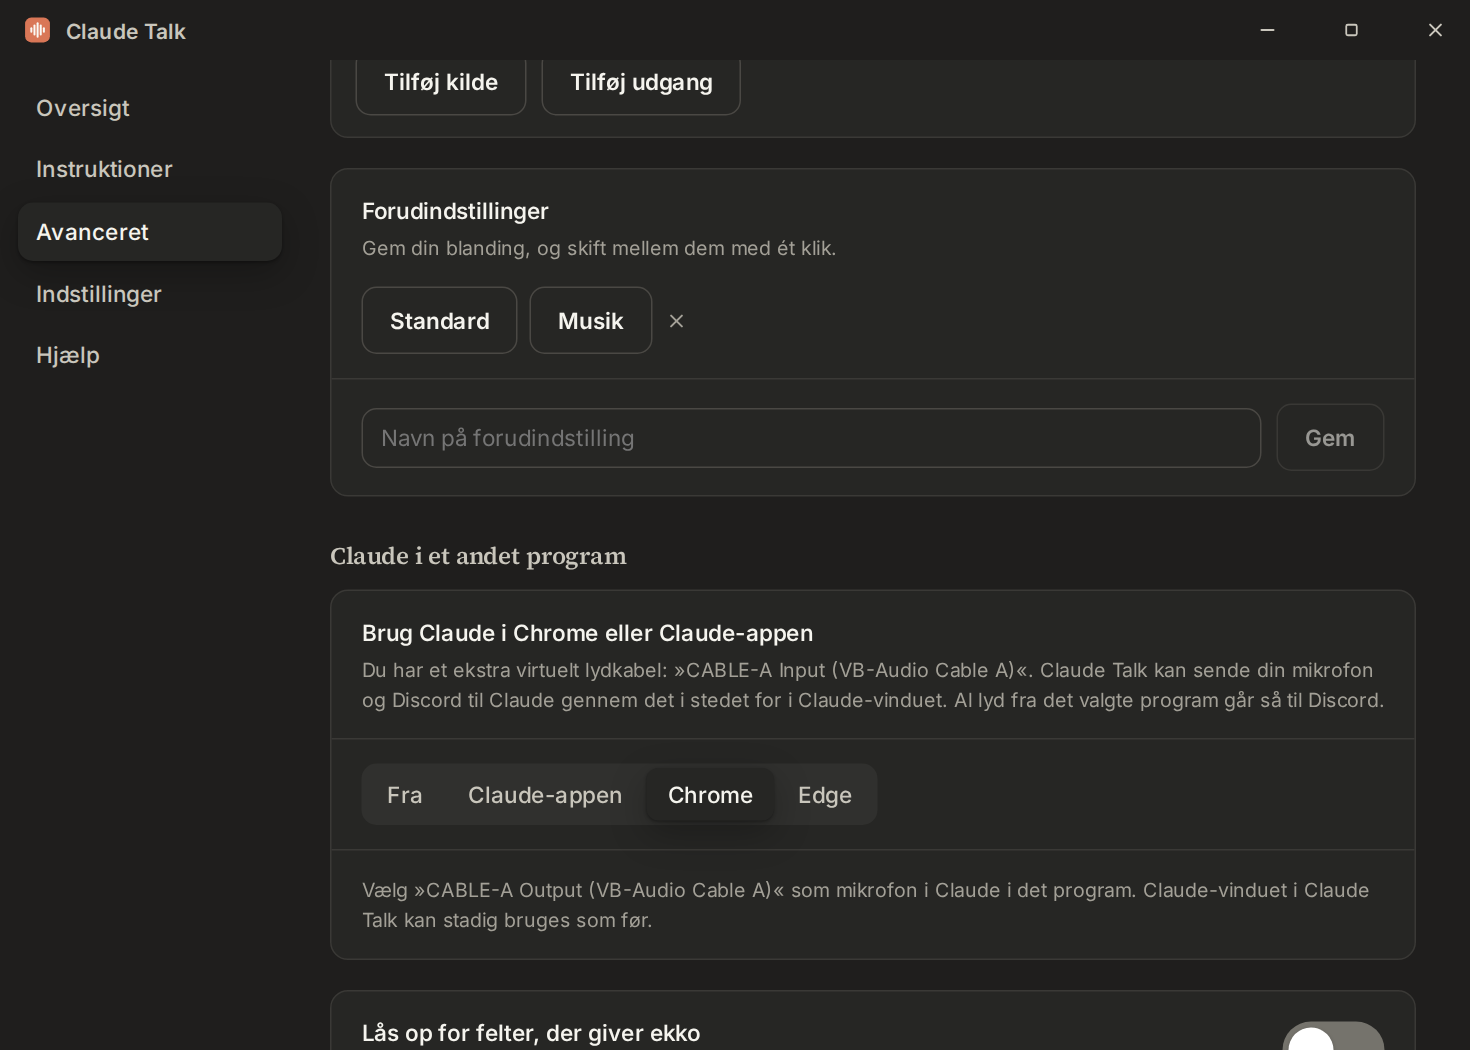 Claude Talk
Oversigt
Instruktioner
Avanceret
Indstillinger
Hjælp
Tilføj kilde
Tilføj udgang
Forudindstillinger
Gem din blanding, og skift mellem dem med ét klik.
Standard
Musik
Navn på forudindstilling
Gem
Claude i et andet program
Brug Claude i Chrome eller Claude-appen
Du har et ekstra virtuelt lydkabel: »CABLE-A Input (VB-Audio Cable A)«. Claude Talk kan sende din mikrofon
og Discord til Claude gennem det i stedet for i Claude-vinduet. Al lyd fra det valgte program går så til Discord.
Fra
Claude-appen
Chrome
Edge
Vælg »CABLE-A Output (VB-Audio Cable A)« som mikrofon i Claude i det program. Claude-vinduet i Claude
Talk kan stadig bruges som før.
Lås op for felter, der giver ekko